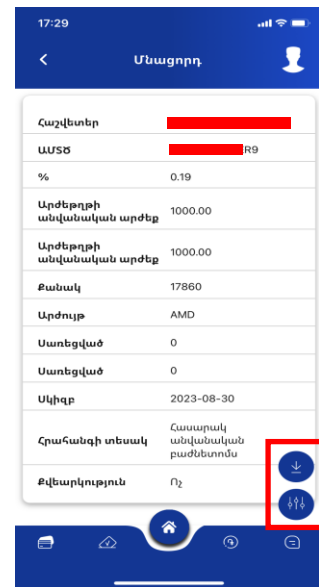 17:29
Մնացորդ
Հաշվետեր
ԱՄՏԾ R9
% 0.19
Արժեթղթի
անվանական արժեք 1000.00
Արժեթղթի
անվանական արժեք 1000.00
Քանակ 17860
Արժույթ AMD
Սառեցված 0
Սառեցված 0
Սկիզբ 2023-08-30
Հրահանգի տեսակ Հասարակ
անվանական
բաժնետոմս
Քվեարկություն Ոչ